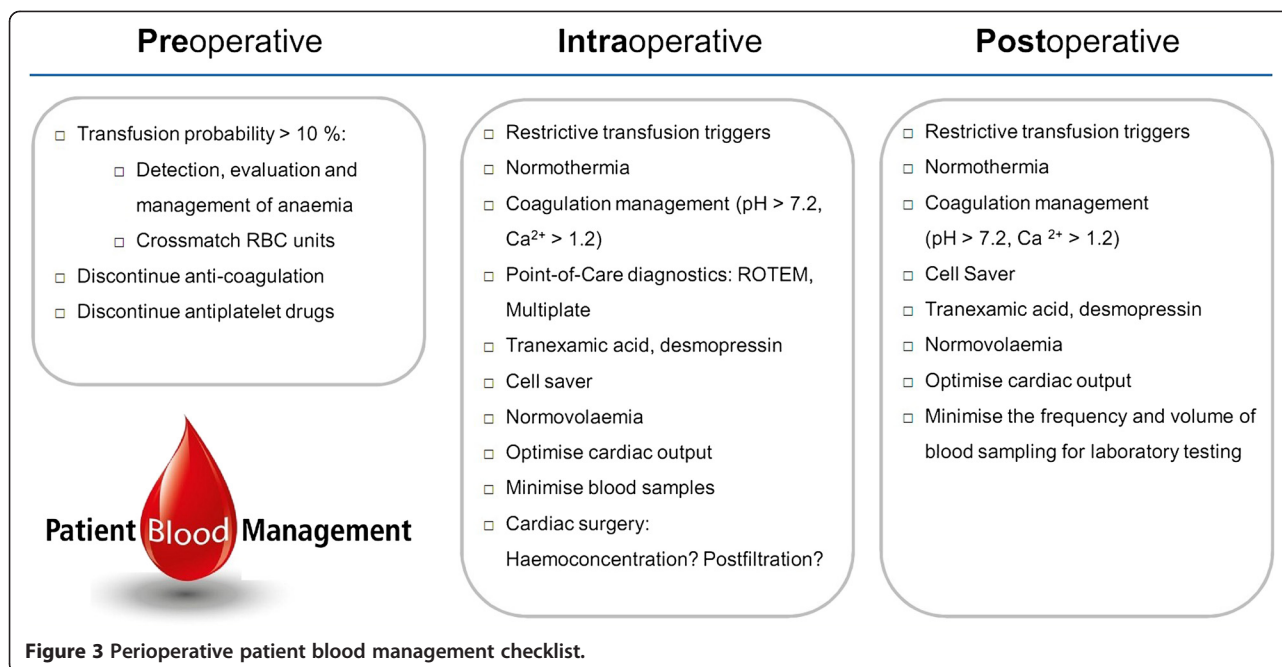 Preoperative
Intraoperative
Postoperative
□ Transfusion probability > 10 %:
□ Detection, evaluation and
management of anaemia
□ Crossmatch RBC units
□ Discontinue anti-coagulation
□ Discontinue antiplatelet drugs
Patient Blood Management
□ Restrictive transfusion triggers
□ Normothermia
□ Coagulation management (pH > 7.2,
Ca²⁺ > 1.2)
□ Point-of-Care diagnostics: ROTEM,
Multiplate
□ Tranexamic acid, desmopressin
□ Cell saver
□ Normovolaemia
□ Optimise cardiac output
□ Minimise blood samples
□ Cardiac surgery:
Haemoconcentration? Postfiltration?
□ Restrictive transfusion triggers
□ Normothermia
□ Coagulation management
(pH > 7.2, Ca ²⁺ > 1.2)
□ Cell Saver
□ Tranexamic acid, desmopressin
□ Normovolaemia
□ Optimise cardiac output
□ Minimise the frequency and volume of
blood sampling for laboratory testing
Figure 3 Perioperative patient blood management checklist.